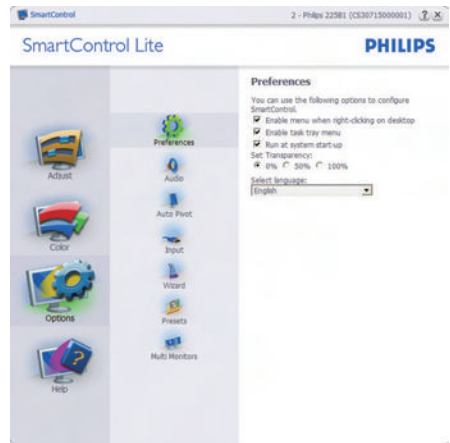 SmartControl
2 - Philips 225B1 (CS30715000001)
? X
SmartControl Lite
PHILIPS
Adjust
Color
Options
Help
Preferences
Audio
Auto Pivot
Input
Wizard
Presets
Multi Monitors
Preferences
You can use the following options to configure
SmartControl.
Enable menu when right-clicking on desktop
Enable task tray menu
Run at system start-up
Set Transparency:
0% 50% 100%
Select language:
English